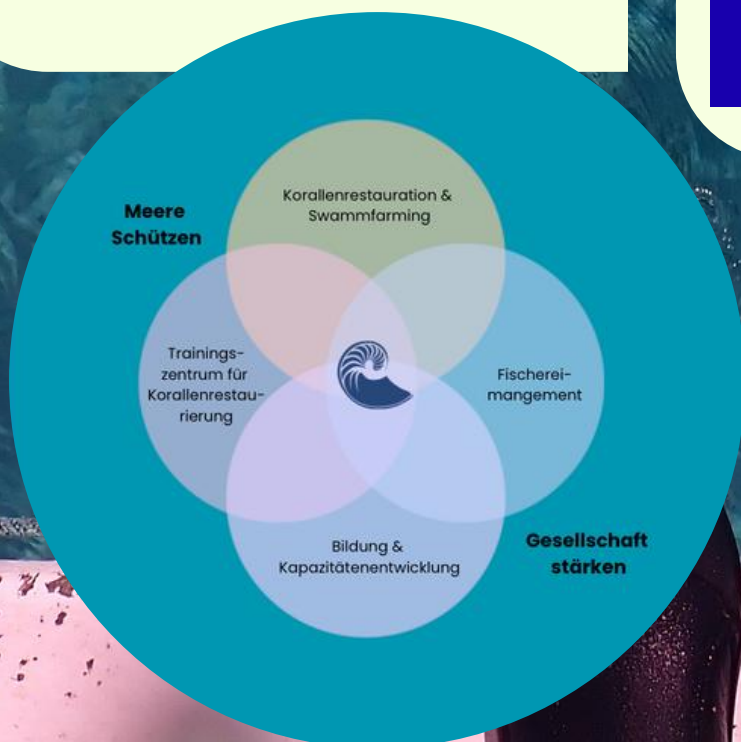 Korallenrestauration &
Swammfarming
Meere
Schützen
Trainings-
zentrum für
Korallenrestau-
rierung
Fischerei-
mangement
Bildung &
Kapazitätenentwicklung
Gesellschaft
stärken